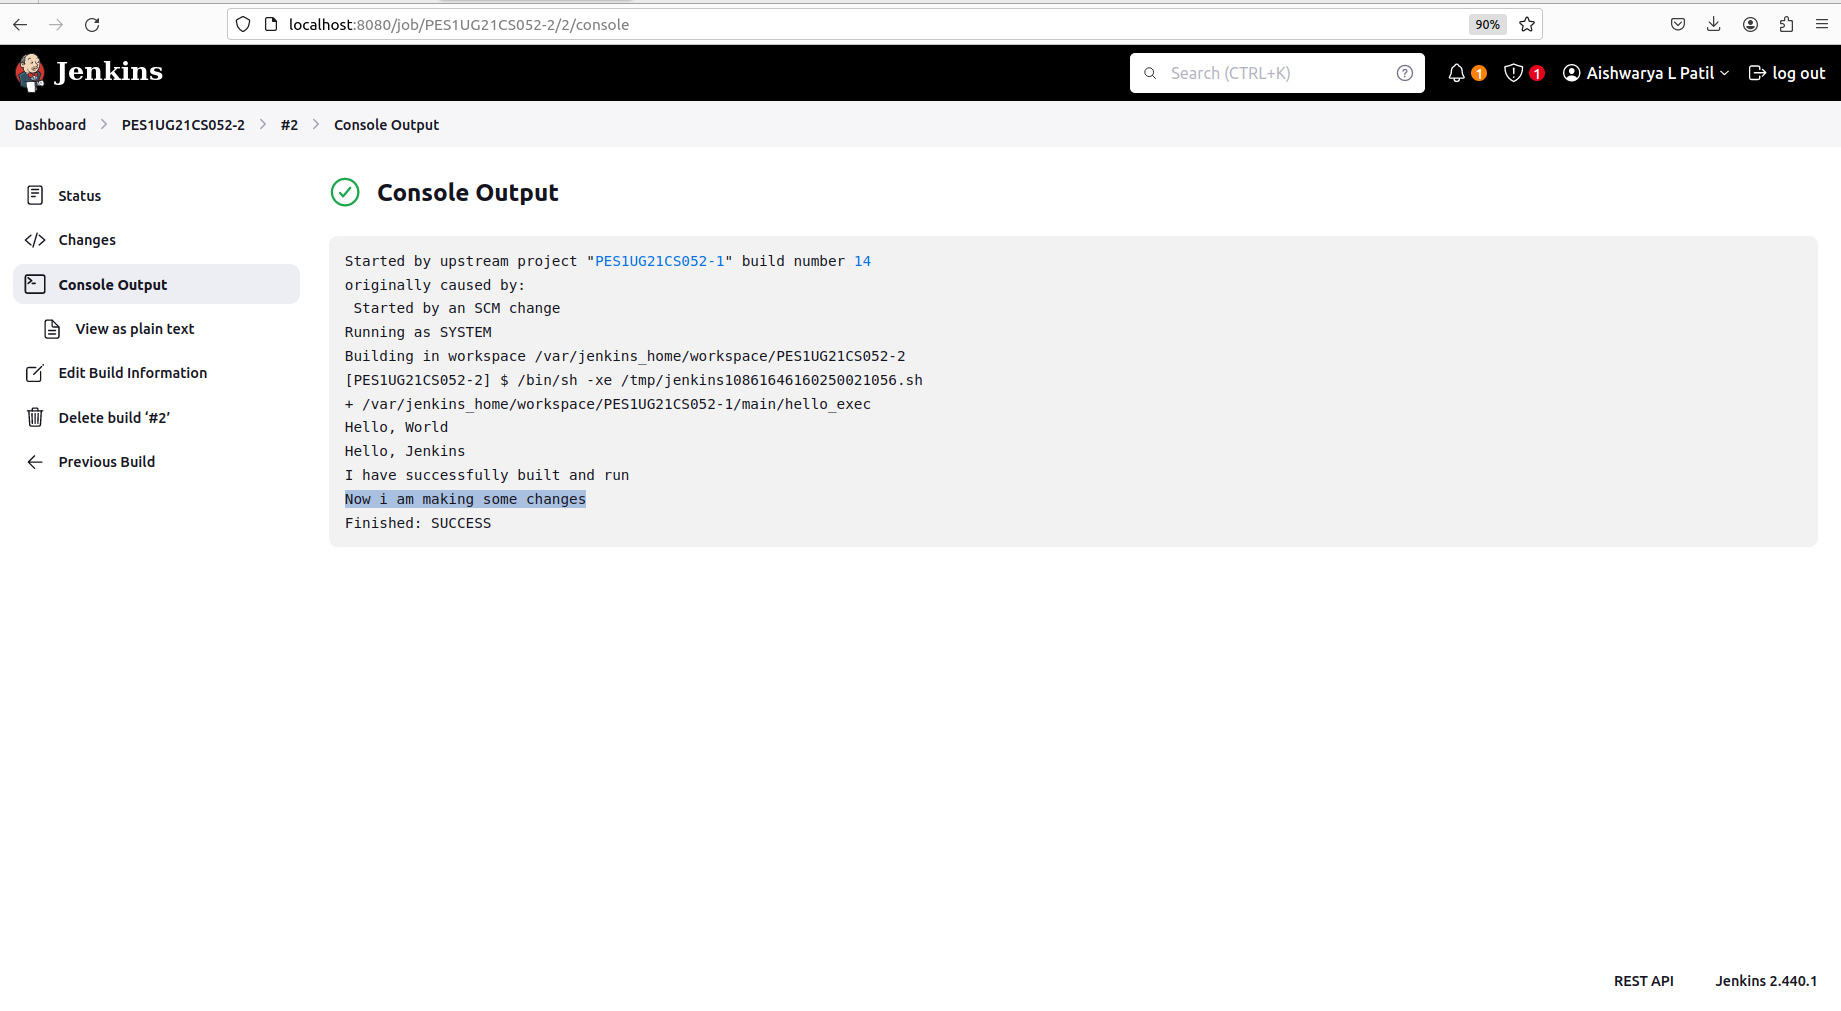 localhost:8080/job/PES1UG21CS052-2/2/console
90%
Jenkins
Search (CTRL+K)
1
1
Aishwarya L Patil
log out
Dashboard
PES1UG21CS052-2
#2
Console Output
Status
Changes
Console Output
View as plain text
Edit Build Information
Delete build ‘#2’
Previous Build
Console Output
Started by upstream project "PES1UG21CS052-1" build number 14
originally caused by:
Started by an SCM change
Running as SYSTEM
Building in workspace /var/jenkins_home/workspace/PES1UG21CS052-2
[PES1UG21CS052-2] $ /bin/sh -xe /tmp/jenkins10861646160250021056.sh
+ /var/jenkins_home/workspace/PES1UG21CS052-1/main/hello_exec
Hello, World
Hello, Jenkins
I have successfully built and run
Now i am making some changes
Finished: SUCCESS
REST API
Jenkins 2.440.1